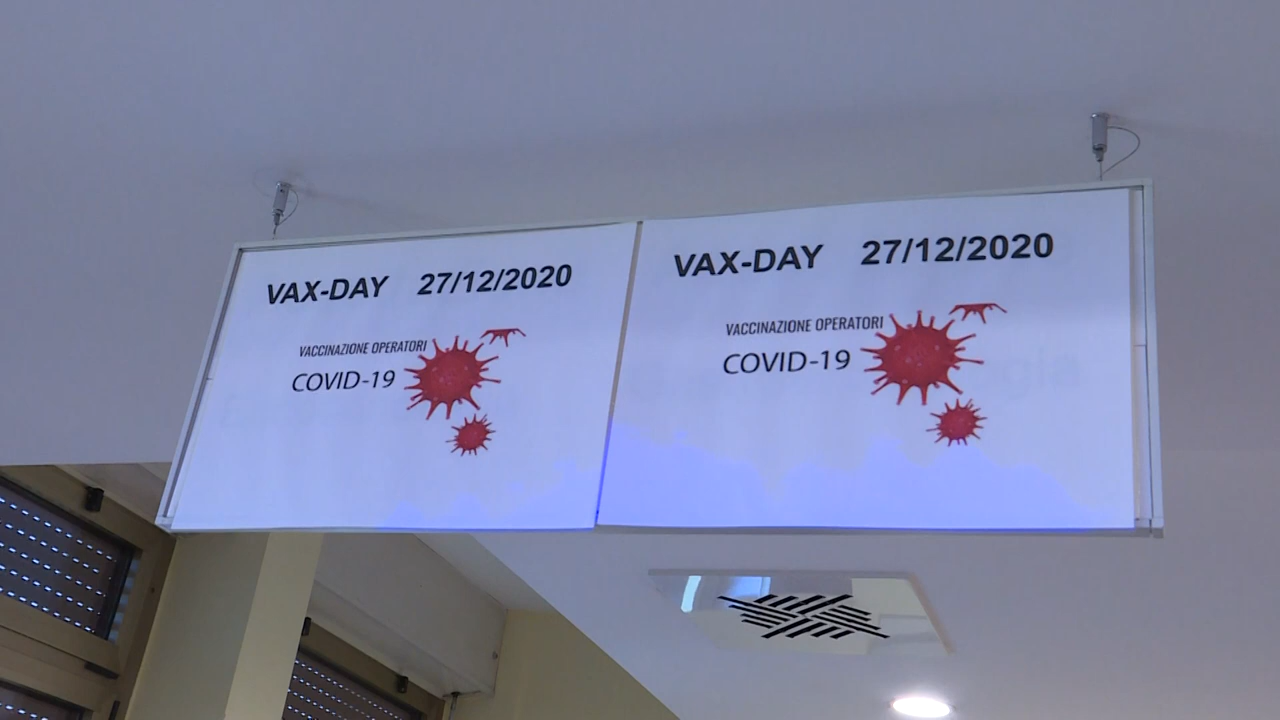 VAX-DAY 27/12/2020
VACCINAZIONE OPERATORI
COVID-19
VAX-DAY 27/12/2020
VACCINAZIONE OPERATORI
COVID-19